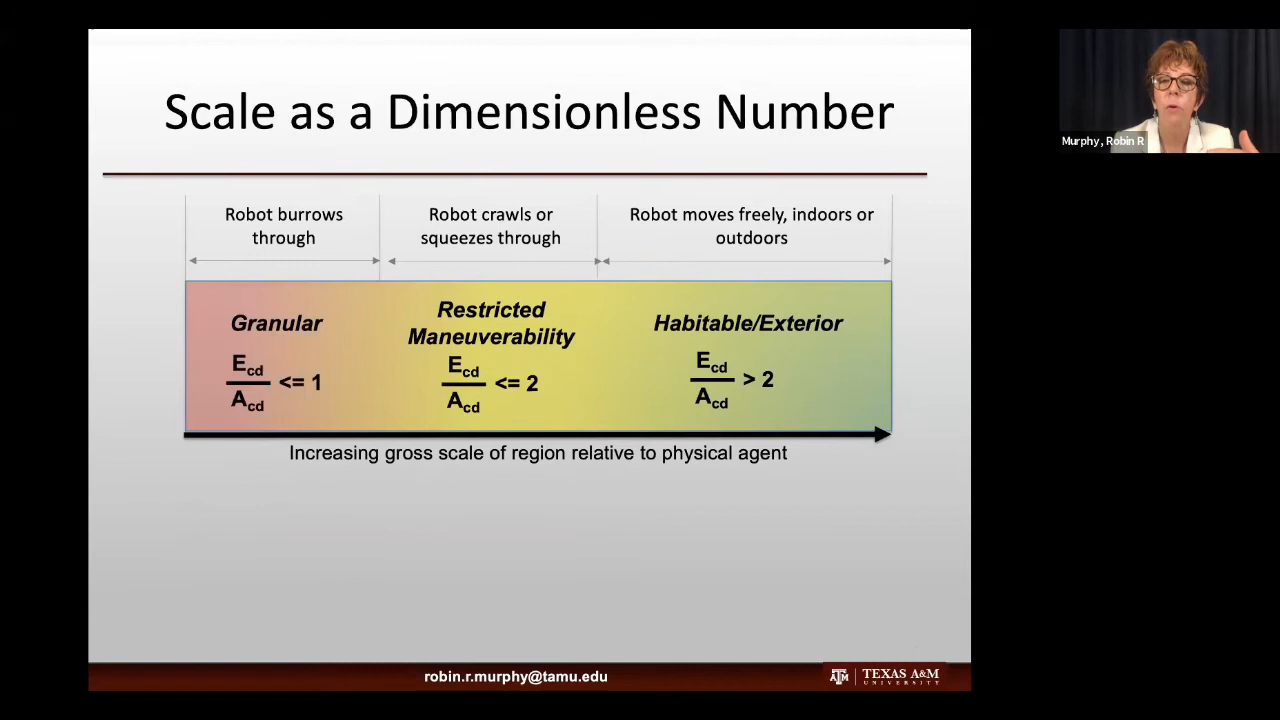 Scale as a Dimensionless Number
Murphy, Robin R
Robot burrows
through
Robot crawls or
squeezes through
Robot moves freely, indoors or
outdoors
Granular
E_cd
A_cd
<= 1
Restricted
Maneuverability
E_cd
A_cd
<= 2
Habitable/Exterior
E_cd
A_cd
> 2
Increasing gross scale of region relative to physical agent
robin.r.murphy@tamu.edu
ATM
TEXAS A&M
UNIVERSITY